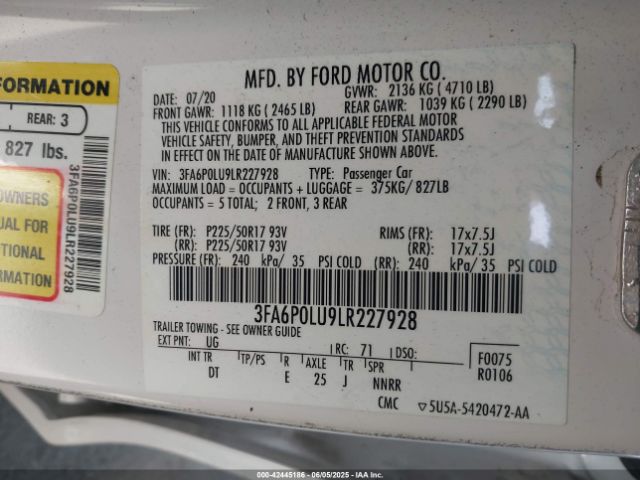 FORMATION
REAR: 3
827 lbs.
OWNERS
UAL FOR
TIONAL
FORMATION
3FA6P0LU9LR227928
MFD. BY FORD MOTOR CO.
07/20
GVWR: 2136 KG ( 4710 LB)
FRONT GAWR: 1118 KG ( 2465 LB) REAR GAWR: 1039 KG ( 2290 LB)
THIS VEHICLE CONFORMS TO ALL APPLICABLE FEDERAL MOTOR
VEHICLE SAFETY, BUMPER, AND THEFT PREVENTION STANDARDS
IN EFFECT ON THE DATE OF MANUFACTURE SHOWN ABOVE
VIN: 3FA6P0LU9LR227928 TYPE: Passenger Car
MAXIMUM LOAD = OCCUPANTS + LUGGAGE = 375KG/ 827LB
OCCUPANTS = 5 TOTAL; 2 FRONT, 3 REAR
TIRE (FR): P225/50R17 93V RIMS (FR): 17x7.5J
(RR): P225/50R17 93V (RR): 17x7.5J
PRESSURE (FR): 240 kPa/ 35 PSI COLD (RR): 240 kPa/ 35 PSI COLD
3FA6P0LU9LR227928
TRAILER TOWING - SEE OWNER GUIDE
EXT PNT: UG RC: 71 DSO: F0075
INT TR TP/PS R AXLE TR SPR R0106
DT E 25 J NNRR
CMC ▽5U5A-5420472-AA
000-42445186 - 06/05/2025 - IAAI.CA